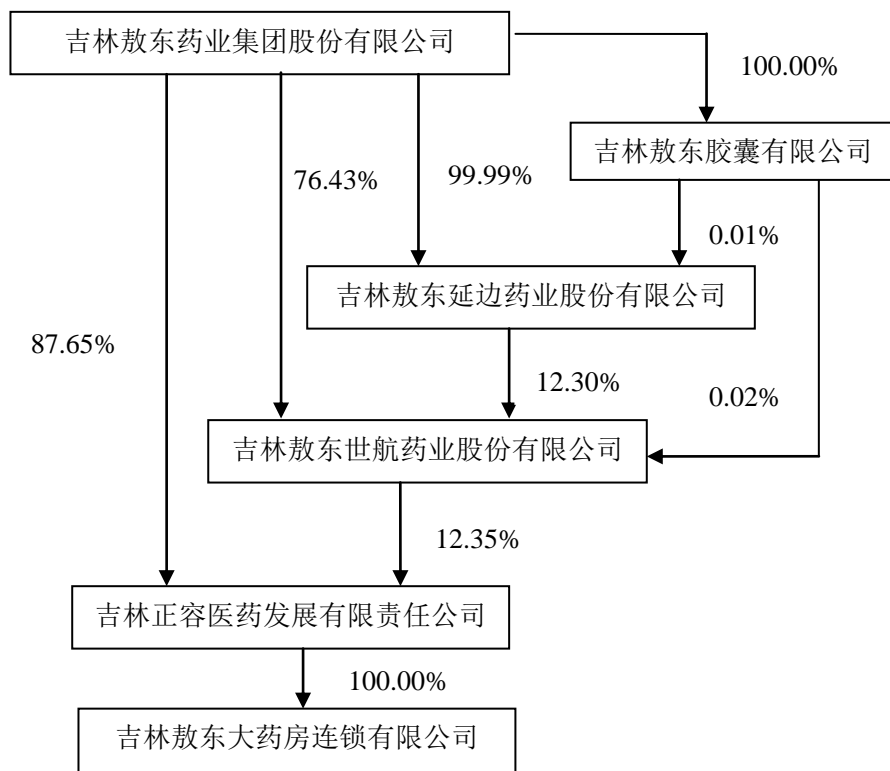 吉林敖东药业集团股份有限公司
100.00%
吉林敖东胶囊有限公司
76.43%
99.99%
0.01%
吉林敖东延边药业股份有限公司
87.65%
12.30%
0.02%
吉林敖东世航药业股份有限公司
12.35%
吉林正容医药发展有限责任公司
100.00%
吉林敖东大药房连锁有限公司